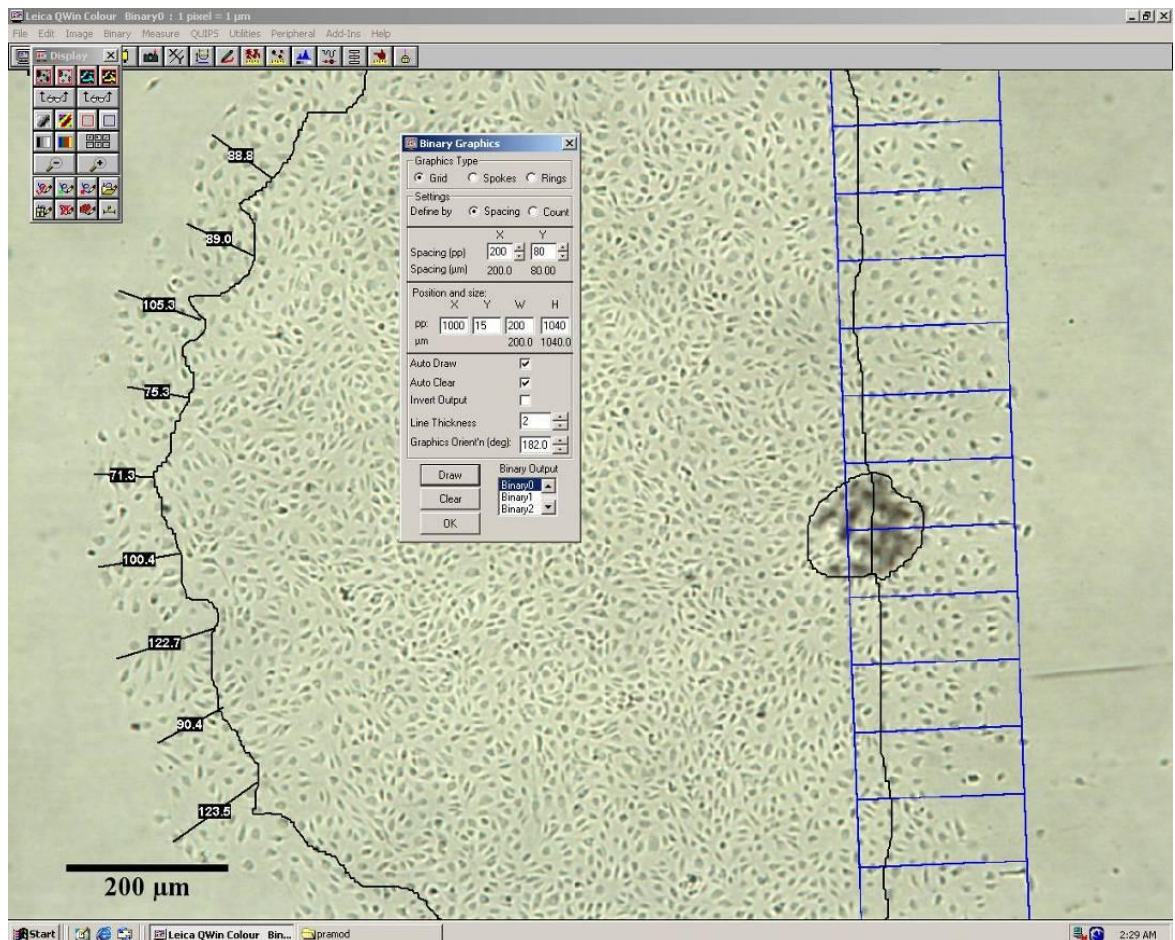 Leica QWin Colour Binary0 : 1 pixel = 1 µm
File Edit Image Binary Measure QUIPS Utilities Peripheral Add-Ins Help
Display
Binary Graphics
Graphics Type
Grid Spokes Rings
Settings
Define by Spacing Count
X Y
Spacing (pp) 200 80
Spacing (µm) 200.0 80.00
Position and size:
X Y W H
pp: 1000 15 200 1040
µm 200.0 1040.0
Auto Draw
Auto Clear
Invert Output
Line Thickness 2
Graphics Orient'n (deg): 182.0
Draw
Clear
OK
Binary Output
Binary0
Binary1
Binary2
88.8
89.0
105.3
75.3
71.3
100.4
122.7
90.4
123.5
200 µm
Start Leica QWin Colour Bin... pramod 2:29 AM